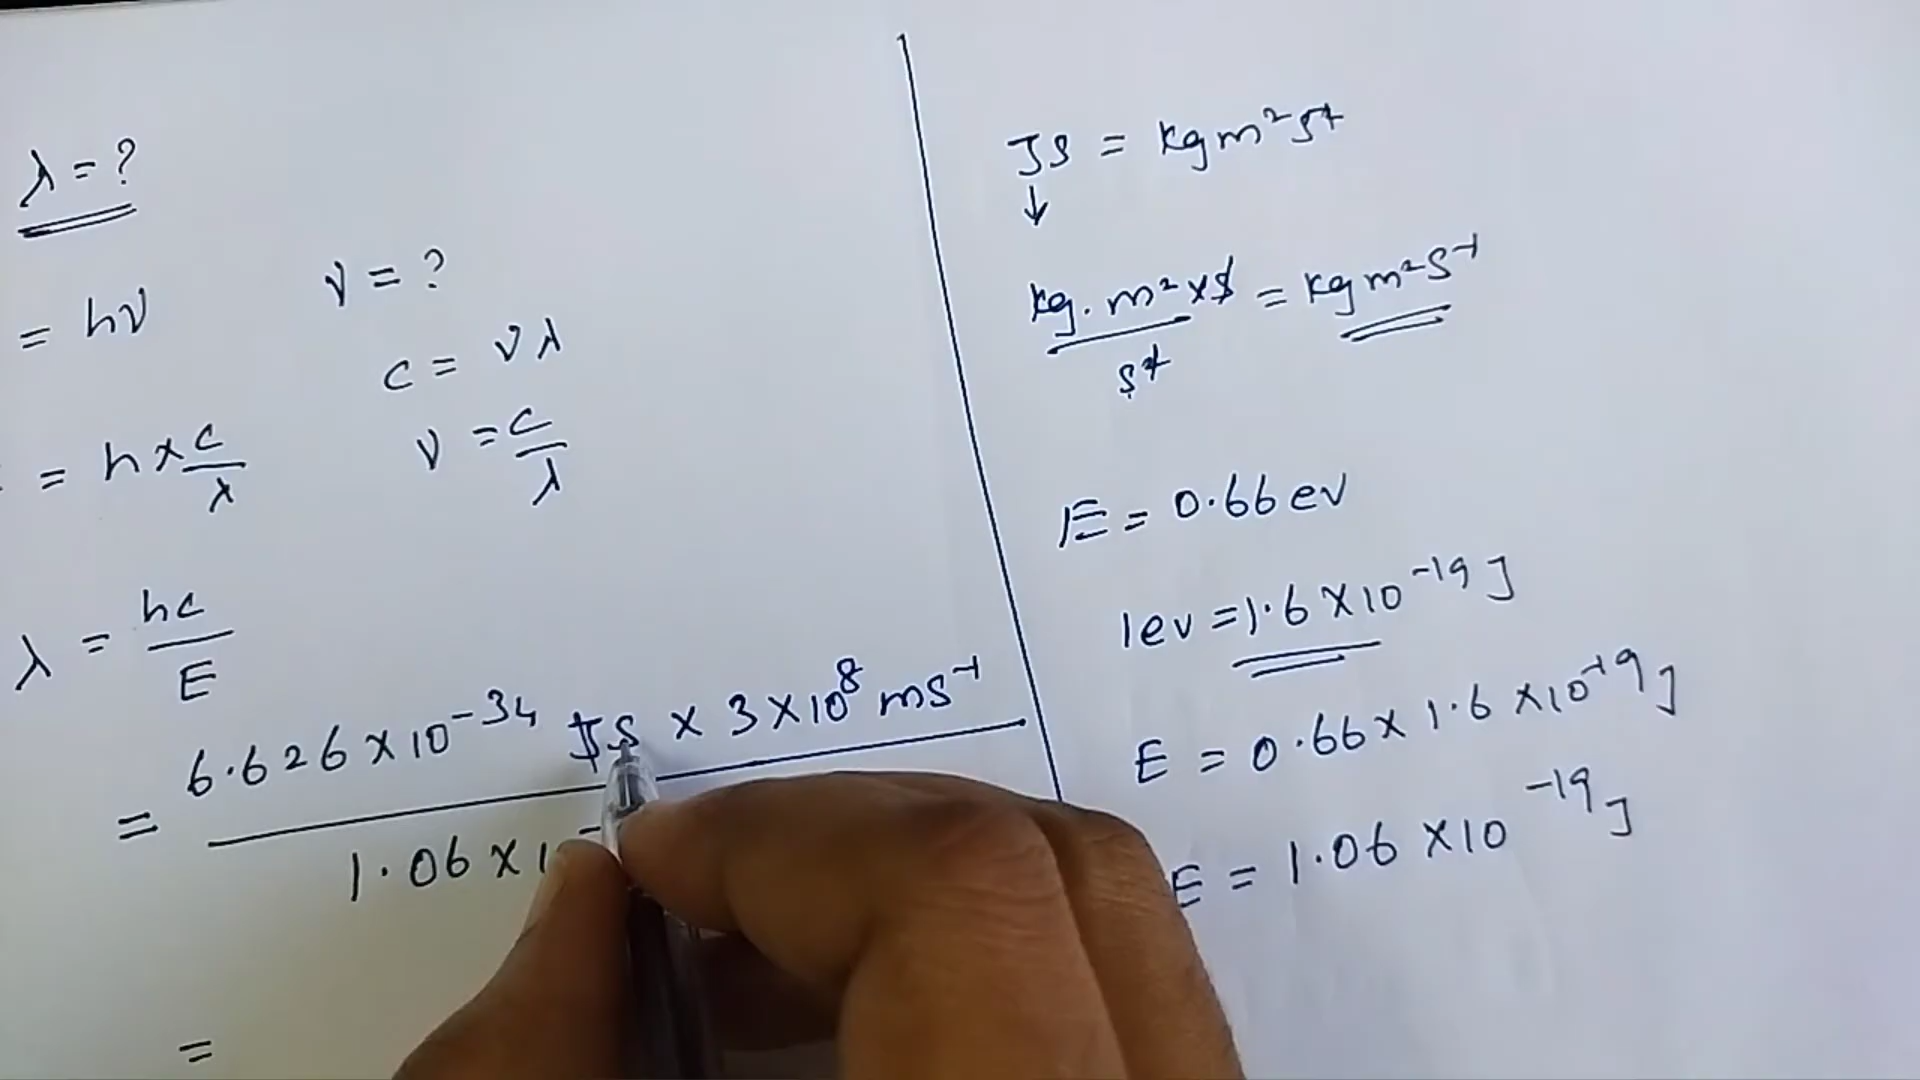 λ = ?
= hν
ν = ?
c = νλ
= h × c/λ
ν = c/λ
λ = hc/E
= 6.626 × 10⁻³⁴ Js × 3 × 10⁸ ms⁻¹
1.06 × 1
=
Js = kg m² s⁻¹
↓
kg. m² × s / s² = kg m² s⁻¹
E = 0.66 ev
1ev = 1.6 × 10⁻¹⁹ J
E = 0.66 × 1.6 × 10⁻¹⁹ J
E = 1.06 × 10⁻¹⁹ J